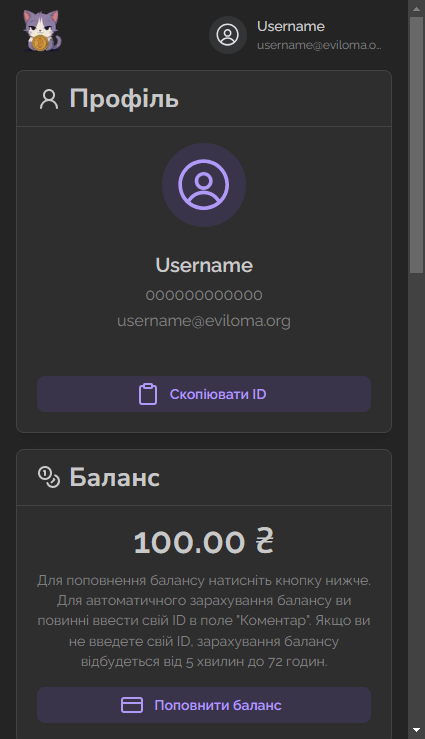 Username
username@eviloma.o...
Профіль
Username
000000000000
username@eviloma.org
Скопіювати ID
Баланс
100.00 ₴
Для поповнення балансу натисніть кнопку нижче.
Для автоматичного зарахування балансу ви
повинні ввести свій ID в поле "Коментар". Якщо ви
не введете свій ID, зарахування балансу
відбудеться від 5 хвилин до 72 годин.
Поповнити баланс